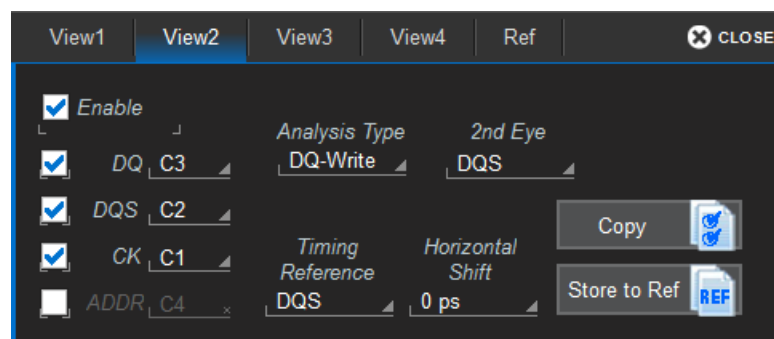 View1 View2 View3 View4 Ref CLOSE
Enable
Analysis Type 2nd Eye
DQ C3 DQ-Write DQS
DQS C2
Copy
CK C1 Timing Horizontal
Reference Shift
Store to Ref REF
ADDR C4 DQS 0 ps